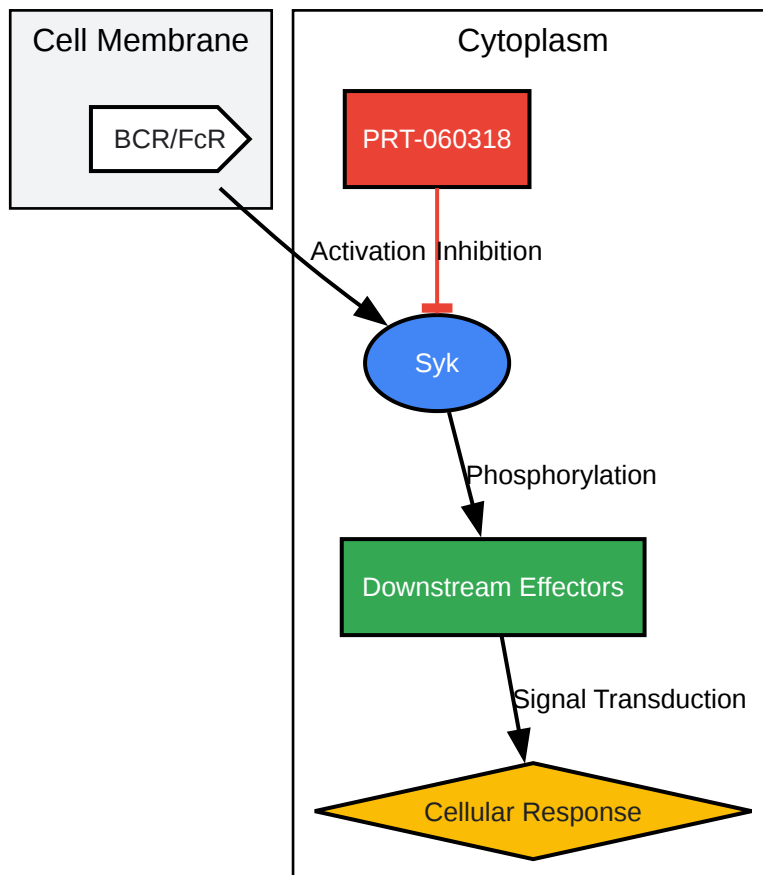 Cell Membrane
Cytoplasm
BCR/FcR
PRT-060318
Activation
Inhibition
Syk
Phosphorylation
Downstream Effectors
Signal Transduction
Cellular Response